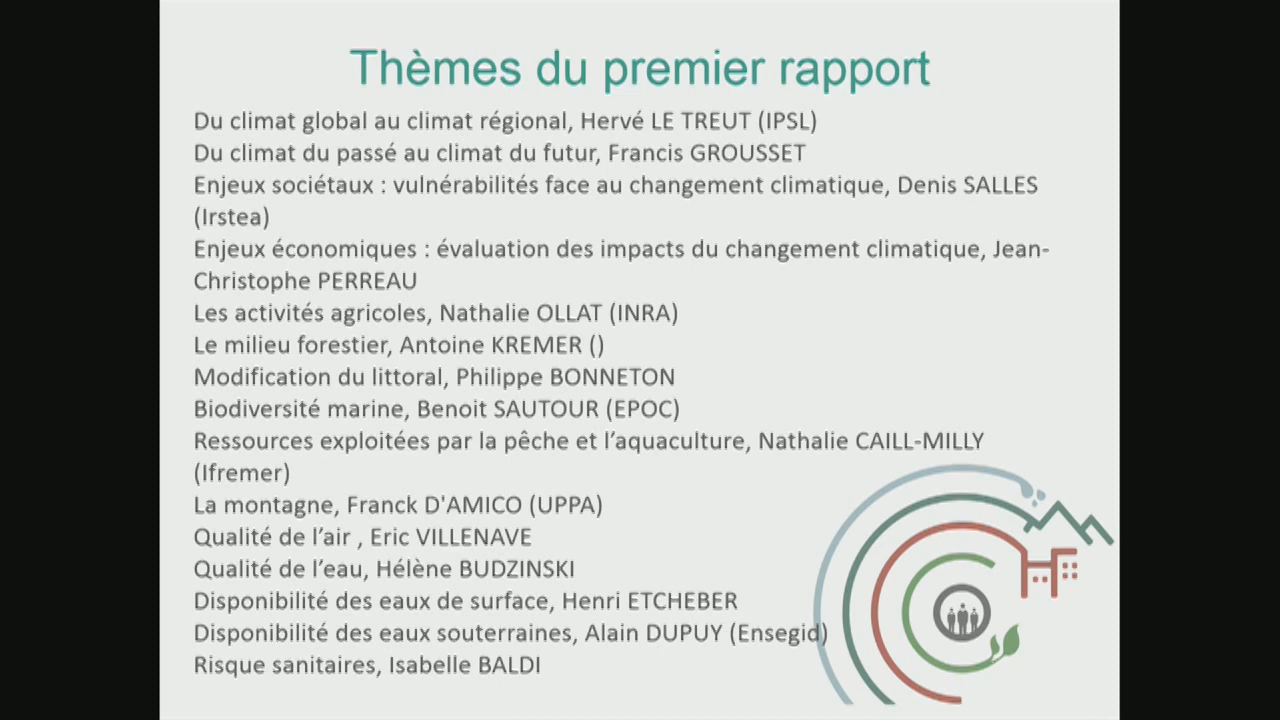 Thèmes du premier rapport
Du climat global au climat régional, Hervé LE TREUT (IPSL)
Du climat du passé au climat du futur, Francis GROUSSET
Enjeux sociétaux : vulnérabilités face au changement climatique, Denis SALLES
(Irstea)
Enjeux économiques : évaluation des impacts du changement climatique, Jean-
Christophe PERREAU
Les activités agricoles, Nathalie OLLAT (INRA)
Le milieu forestier, Antoine KREMER ()
Modification du littoral, Philippe BONNETON
Biodiversité marine, Benoit SAUTOUR (EPOC)
Ressources exploitées par la pêche et l’aquaculture, Nathalie CAILL-MILLY
(Ifremer)
La montagne, Franck D'AMICO (UPPA)
Qualité de l’air , Eric VILLENAVE
Qualité de l’eau, Hélène BUDZINSKI
Disponibilité des eaux de surface, Henri ETCHEBER
Disponibilité des eaux souterraines, Alain DUPUY (Ensegid)
Risque sanitaires, Isabelle BALDI